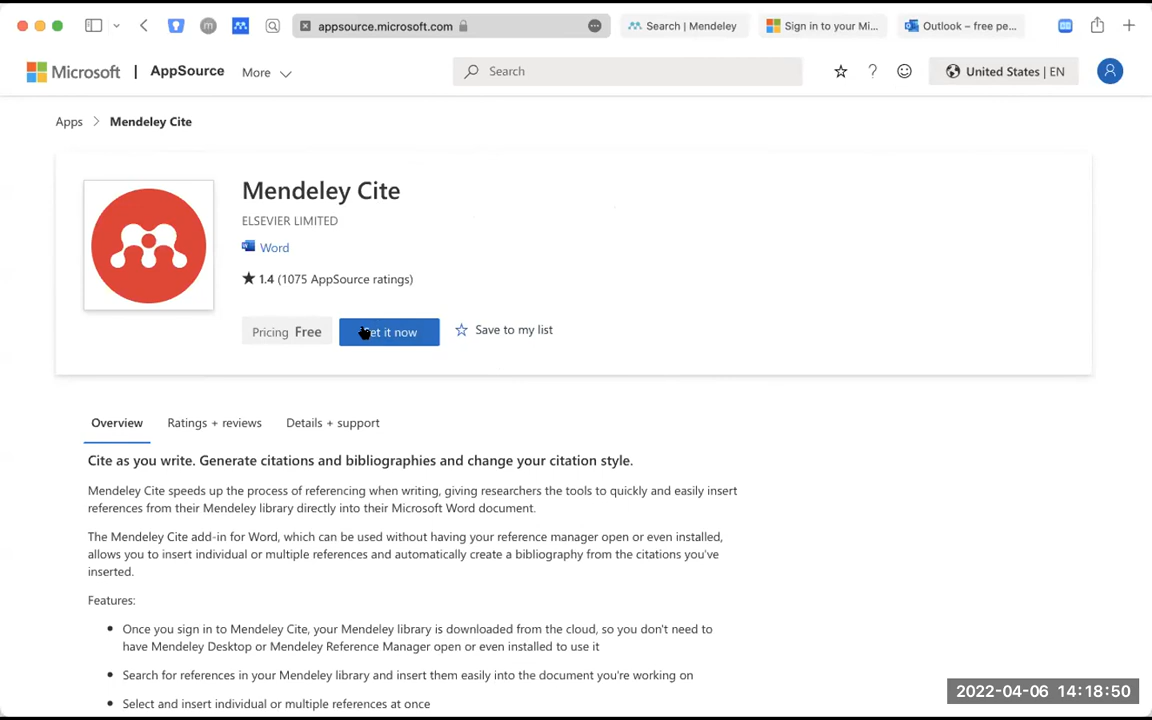 appsource.microsoft.com
Search | Mendeley
Sign in to your Mi...
Outlook – free pe...
Microsoft | AppSource More
Search
? United States | EN
Apps > Mendeley Cite
Mendeley Cite
ELSEVIER LIMITED
Word
1.4 (1075 AppSource ratings)
Pricing Free
it now
Save to my list
Overview Ratings + reviews Details + support
Cite as you write. Generate citations and bibliographies and change your citation style.
Mendeley Cite speeds up the process of referencing when writing, giving researchers the tools to quickly and easily insert
references from their Mendeley library directly into their Microsoft Word document.
The Mendeley Cite add-in for Word, which can be used without having your reference manager open or even installed,
allows you to insert individual or multiple references and automatically create a bibliography from the citations you've
inserted.
Features:
• Once you sign in to Mendeley Cite, your Mendeley library is downloaded from the cloud, so you don't need to
have Mendeley Desktop or Mendeley Reference Manager open or even installed to use it
• Search for references in your Mendeley library and insert them easily into the document you're working on
• Select and insert individual or multiple references at once
2022-04-06 14:18:50